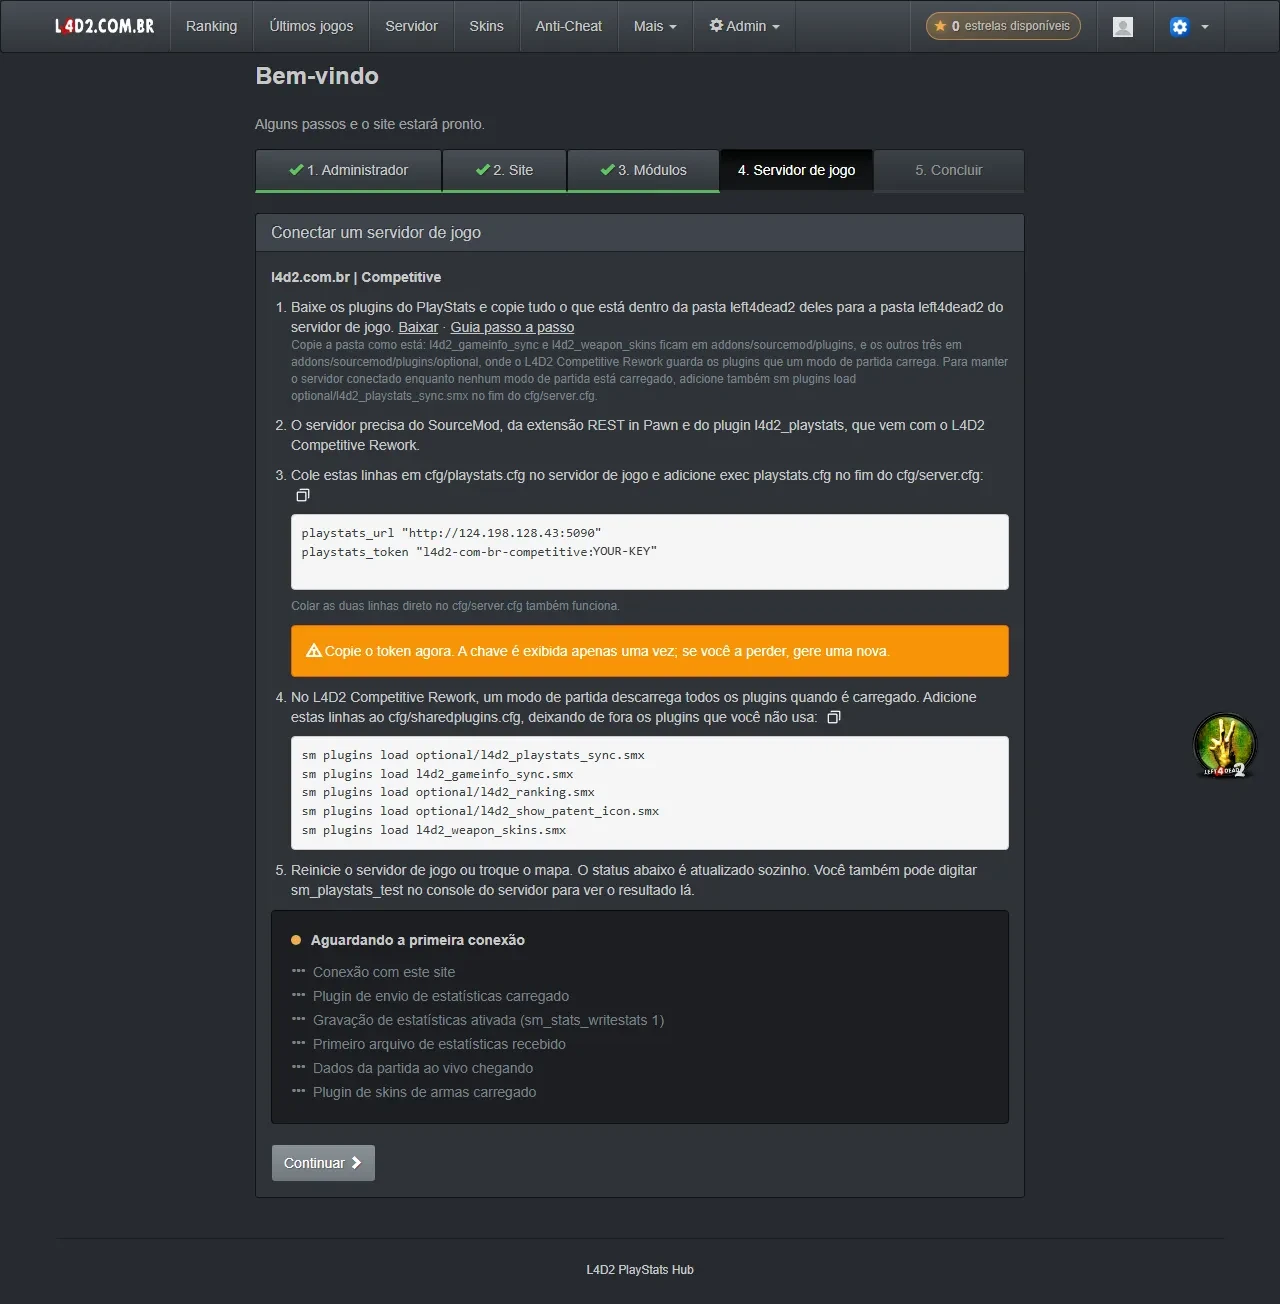 L4D2.COM.BR Ranking Últimos jogos Servidor Skins Anti-Cheat Mais Admin 0 estrelas disponíveis
Bem-vindo
Alguns passos e o site estará pronto.
1. Administrador 2. Site 3. Módulos 4. Servidor de jogo 5. Concluir
Conectar um servidor de jogo
l4d2.com.br | Competitive
1. Baixe os plugins do PlayStats e copie tudo o que está dentro da pasta left4dead2 deles para a pasta left4dead2 do
servidor de jogo. Baixar · Guia passo a passo
Copie a pasta como está: l4d2_gameinfo_sync e l4d2_weapon_skins ficam em addons/sourcemod/plugins, e os outros três em
addons/sourcemod/plugins/optional, onde o L4D2 Competitive Rework guarda os plugins que um modo de partida carrega. Para manter
o servidor conectado enquanto nenhum modo de partida está carregado, adicione também sm plugins load
optional/l4d2_playstats_sync.smx no fim do cfg/server.cfg.
2. O servidor precisa do SourceMod, da extensão REST in Pawn e do plugin l4d2_playstats, que vem com o L4D2
Competitive Rework.
3. Cole estas linhas em cfg/playstats.cfg no servidor de jogo e adicione exec playstats.cfg no fim do cfg/server.cfg:
playstats_url "http://124.198.128.43:5090"
playstats_token "l4d2-com-br-competitive:YOUR-KEY"
Colar as duas linhas direto no cfg/server.cfg também funciona.
Copie o token agora. A chave é exibida apenas uma vez; se você a perder, gere uma nova.
4. No L4D2 Competitive Rework, um modo de partida descarrega todos os plugins quando é carregado. Adicione
estas linhas ao cfg/sharedplugins.cfg, deixando de fora os plugins que você não usa:
sm plugins load optional/l4d2_playstats_sync.smx
sm plugins load l4d2_gameinfo_sync.smx
sm plugins load optional/l4d2_ranking.smx
sm plugins load optional/l4d2_show_patent_icon.smx
sm plugins load l4d2_weapon_skins.smx
LEFT 4 DEAD 2
5. Reinicie o servidor de jogo ou troque o mapa. O status abaixo é atualizado sozinho. Você também pode digitar
sm_playstats_test no console do servidor para ver o resultado lá.
Aguardando a primeira conexão
Conexão com este site
Plugin de envio de estatísticas carregado
Gravação de estatísticas ativada (sm_stats_writestats 1)
Primeiro arquivo de estatísticas recebido
Dados da partida ao vivo chegando
Plugin de skins de armas carregado
Continuar
L4D2 PlayStats Hub